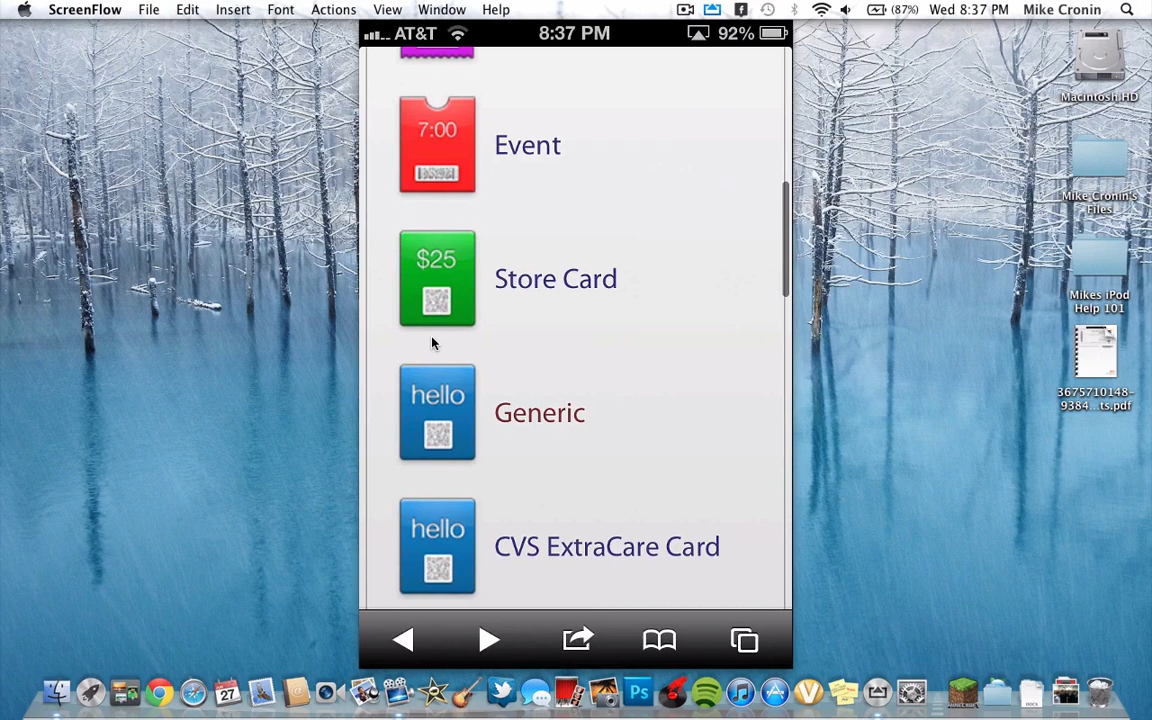 ScreenFlow File Edit Insert Font Actions View Window Help (87%) Wed 8:37 PM Mike Cronin
AT&T 8:37 PM 92%
7:00
Event
$25
Store Card
hello
Generic
hello
CVS ExtraCare Card
Macintosh HD
Mike Cronin's
Files
Mikes iPod
Help 101
3675710148-
9384...ts.pdf
27
Ps